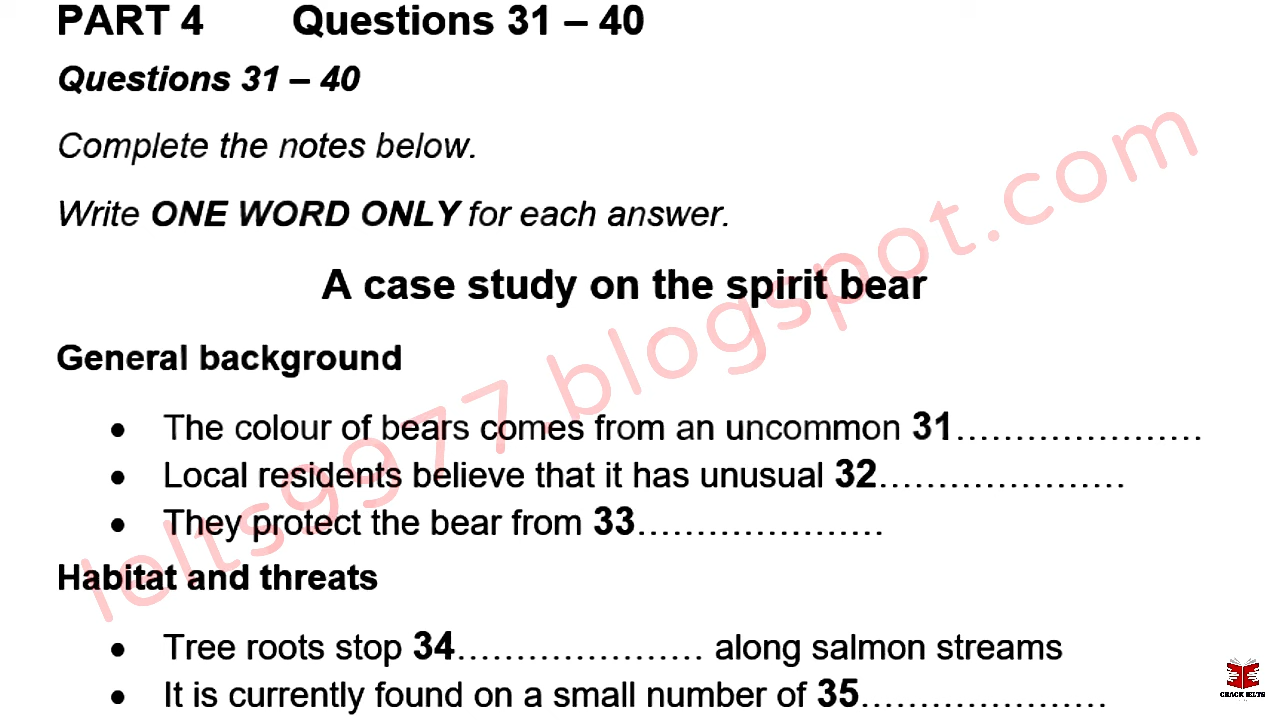 PART 4 Questions 31 – 40
Questions 31 – 40
Complete the notes below.
Write ONE WORD ONLY for each answer.
A case study on the spirit bear
General background
• The colour of bears comes from an uncommon 31.....................
• Local residents believe that it has unusual 32.....................
• They protect the bear from 33.....................
Habitat and threats
• Tree roots stop 34..................... along salmon streams
• It is currently found on a small number of 35.....................
Ielts9977.blogspot.com
CRACK IELTS